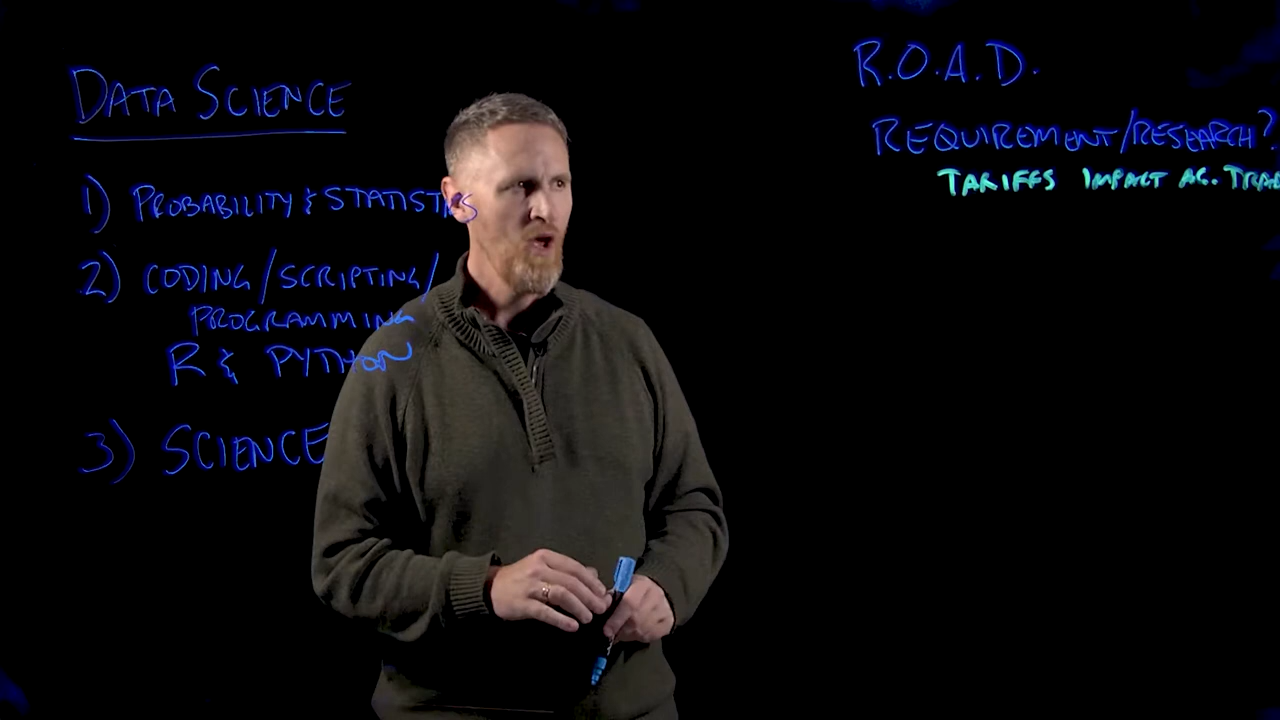 DATA SCIENCE
1) PROBABILITY & STATISTICS
2) CODING/SCRIPTING/
PROGRAMMING
R & PYTHON
3) SCIENCE
R.O.A.D.
REQUIREMENT/RESEARCH?
TARIFFS IMPACT AG.